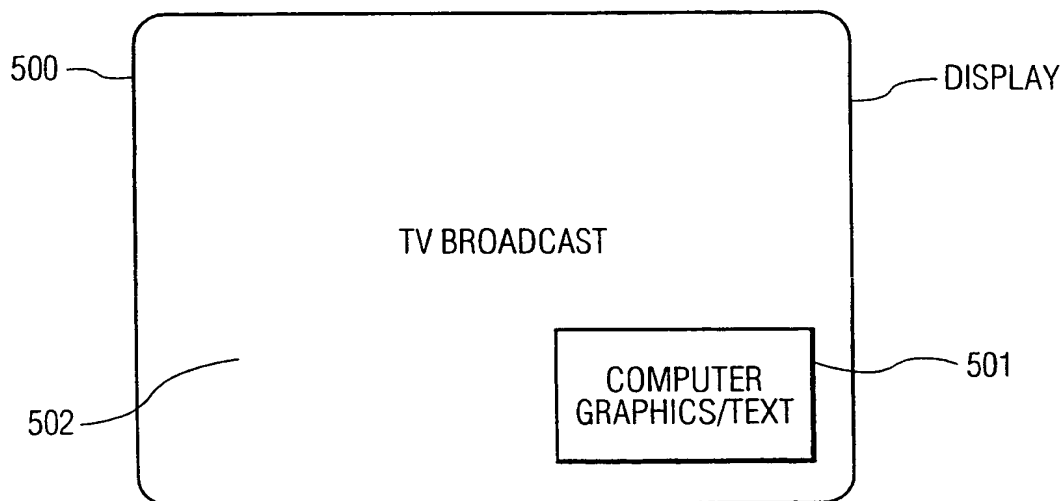 500
DISPLAY
TV BROADCAST
501
COMPUTER
GRAPHICS/TEXT
502